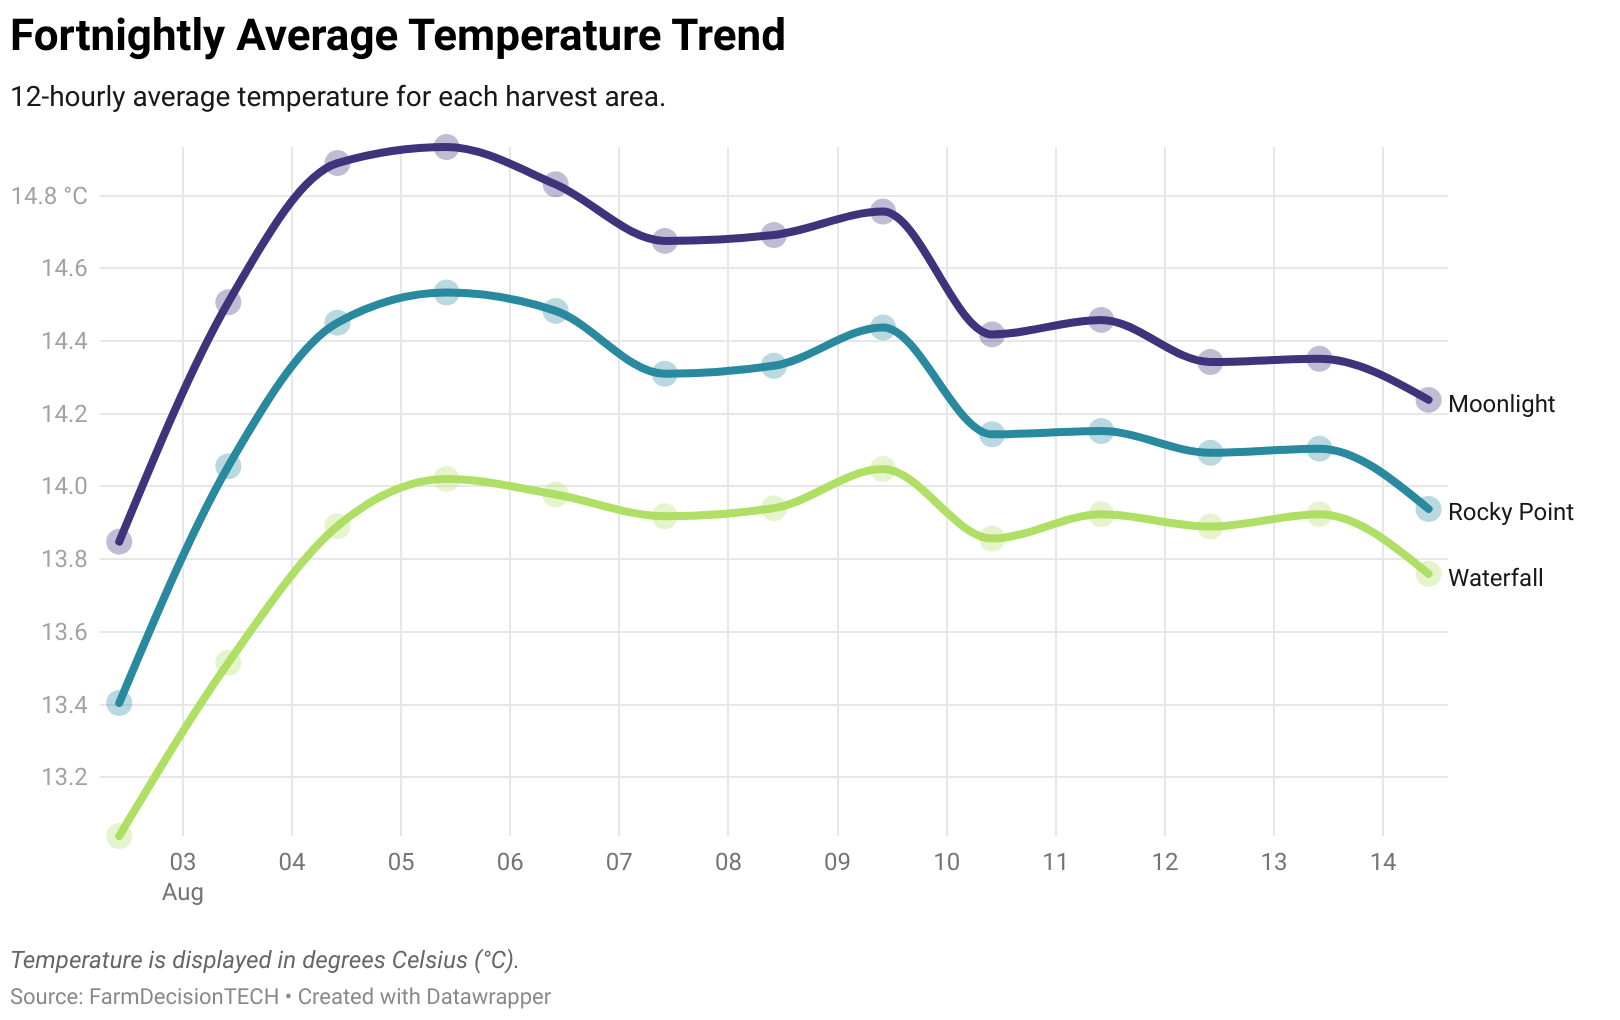 Fortnightly Average Temperature Trend
12-hourly average temperature for each harvest area.
14.8 °C
14.6
14.4
14.2
14.0
13.8
13.6
13.4
13.2
Moonlight
Rocky Point
Waterfall
03 04 05 06 07 08 09 10 11 12 13 14
Aug
Temperature is displayed in degrees Celsius (°C).
Source: FarmDecisionTECH • Created with Datawrapper